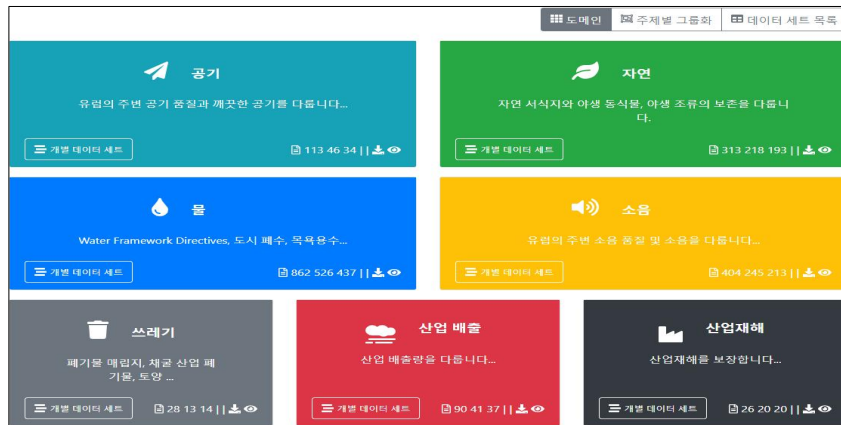 도메인 주제별 그룹화 데이터 세트 목록
공기
유럽의 주변 공기 품질과 깨끗한 공기를 다룹니다...
개별 데이터 세트 113 46 34 ||
자연
자연 서식지와 야생 동식물, 야생 조류의 보존을 다룹니
다.
개별 데이터 세트 313 218 193 ||
물
Water Framework Directives, 도시 폐수, 목욕용수...
개별 데이터 세트 862 526 437 ||
소음
유럽의 주변 소음 품질 및 소음을 다룹니다...
개별 데이터 세트 404 245 213 ||
쓰레기
폐기물 매립지, 채굴 산업 폐
기물, 토양 ...
개별 데이터 세트 28 13 14 ||
산업 배출
산업 배출량을 다룹니다...
개별 데이터 세트 90 41 37 ||
산업재해
산업재해를 보장합니다...
개별 데이터 세트 26 20 20 ||